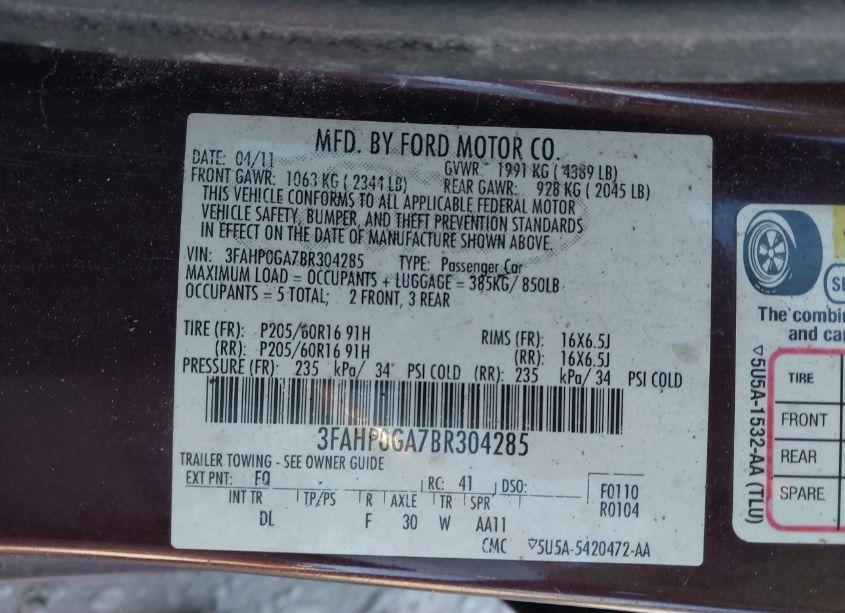 MFD. BY FORD MOTOR CO.
DATE: 04/11 GVWR: 1991 KG ( 4389 LB)
FRONT GAWR: 1063 KG ( 2341 LB) REAR GAWR: 928 KG ( 2045 LB)
THIS VEHICLE CONFORMS TO ALL APPLICABLE FEDERAL MOTOR
VEHICLE SAFETY, BUMPER, AND THEFT PREVENTION STANDARDS
IN EFFECT ON THE DATE OF MANUFACTURE SHOWN ABOVE.
VIN: 3FAHP0GA7BR304285 TYPE: Passenger Car
MAXIMUM LOAD = OCCUPANTS + LUGGAGE = 385KG/ 850LB
OCCUPANTS = 5 TOTAL; 2 FRONT, 3 REAR
TIRE (FR): P205/60R16 91H RIMS (FR): 16X6.5J
(RR): P205/60R16 91H (RR): 16X6.5J
PRESSURE (FR): 235 kPa/ 34 PSI COLD (RR): 235 kPa/ 34 PSI COLD
3FAHP0GA7BR304285
TRAILER TOWING - SEE OWNER GUIDE
EXT PNT: FQ RC: 41 DSO: F0110
INT TR TP/PS R AXLE TR SPR R0104
DL F 30 W AA11
CMC ▽5U5A-5420472-AA
The combin
and car
TIRE
FRONT
REAR
SPARE
▽5U5A-1532-AA (TLU)